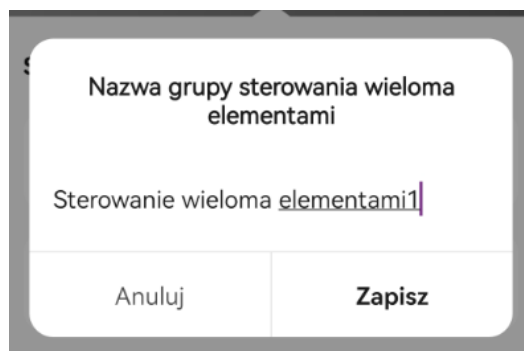 Nazwa grupy sterowania wieloma
elementami
Sterowanie wieloma elementami1
Anuluj
Zapisz